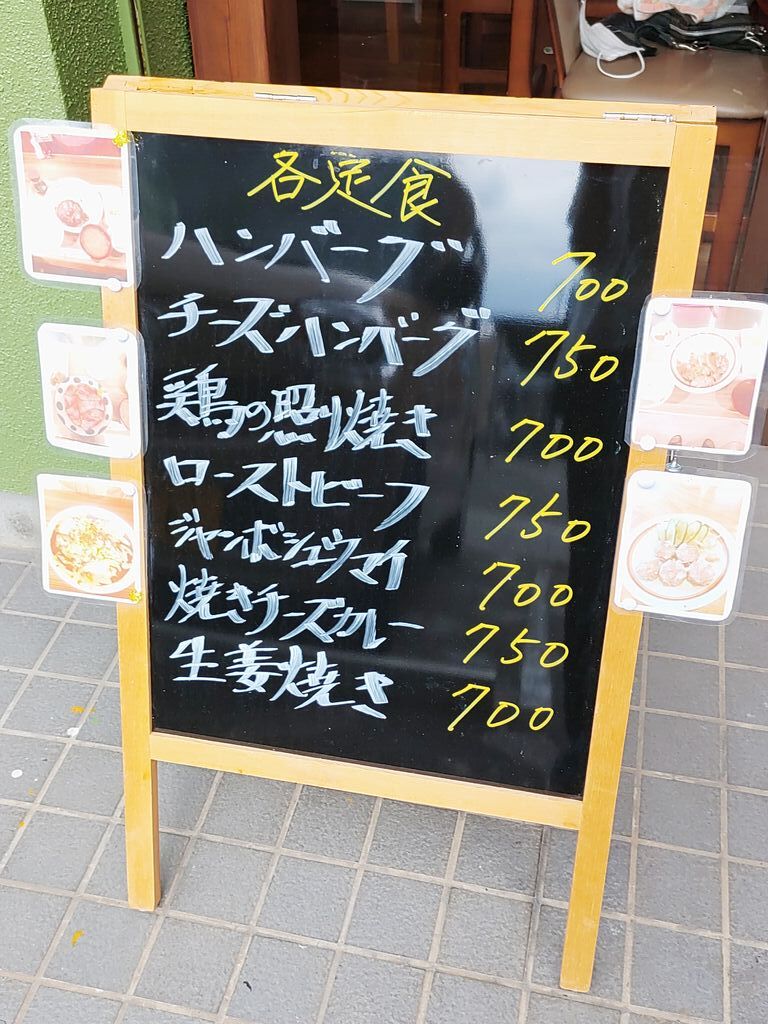 各定食
ハンバーグ 700
チーズハンバーグ 750
鶏の照り焼き 700
ローストビーフ 750
ジャンボシュウマイ 700
焼きチーズカレー 750
生姜焼き 700